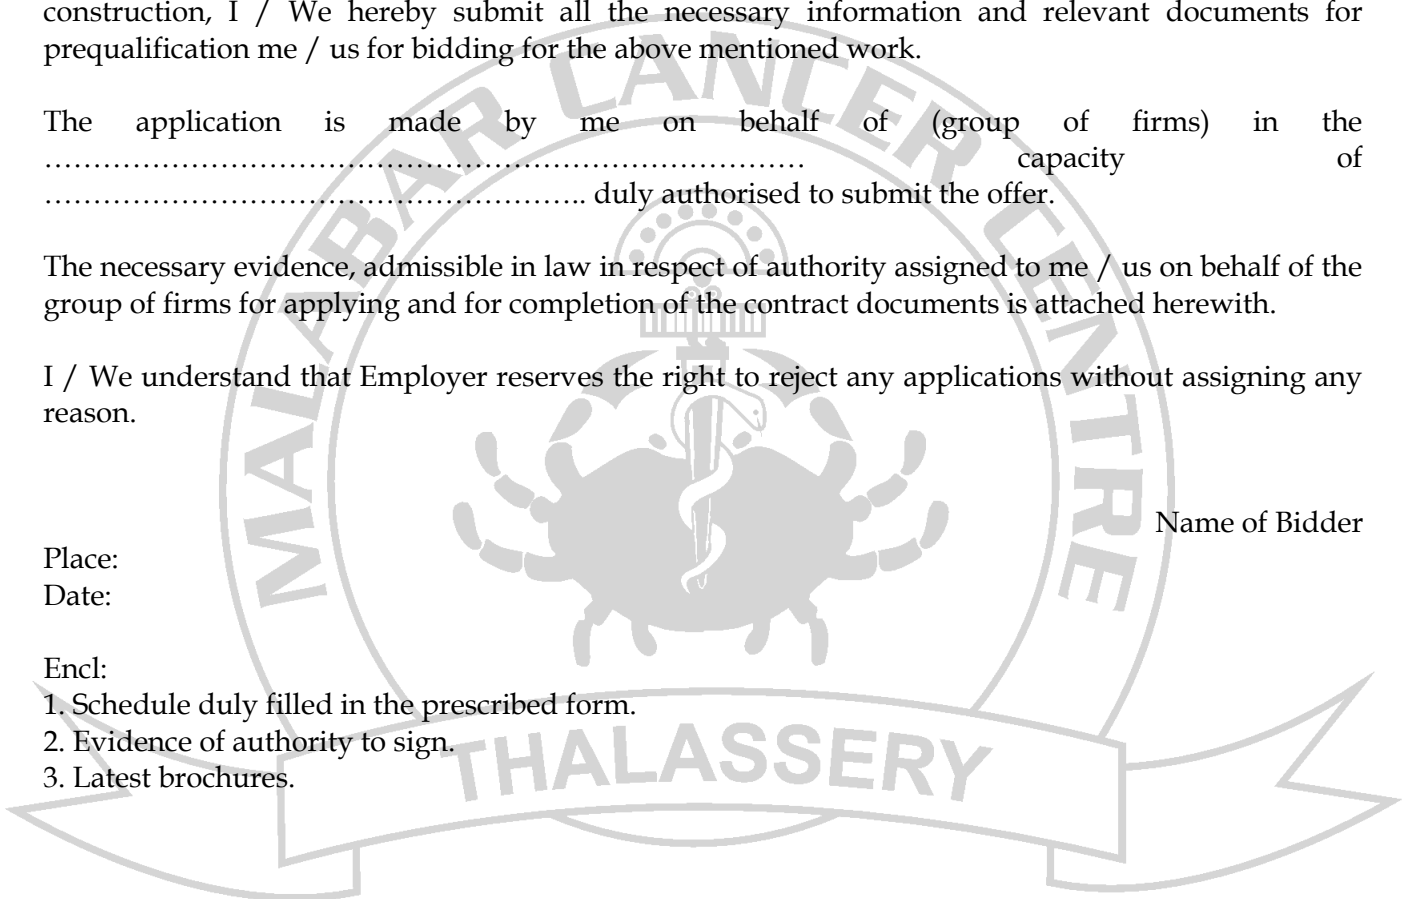 construction, I / We hereby submit all the necessary information and relevant documents for
prequalification me / us for bidding for the above mentioned work.
The application is made by me on behalf of (group of firms) in the
…………………………………………………………………… capacity of
……………………………………………….. duly authorised to submit the offer.
The necessary evidence, admissible in law in respect of authority assigned to me / us on behalf of the
group of firms for applying and for completion of the contract documents is attached herewith.
I / We understand that Employer reserves the right to reject any applications without assigning any
reason.
Name of Bidder
Place:
Date:
Encl:
1. Schedule duly filled in the prescribed form.
2. Evidence of authority to sign.
3. Latest brochures.
MALABAR CANCER CENTRE
THALASSERY